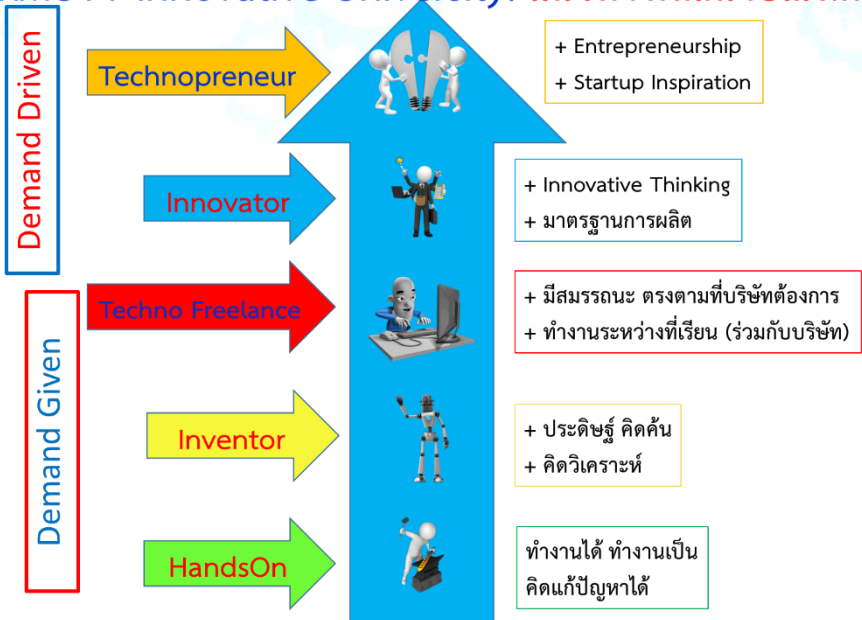 Innovative University:
Demand Driven
Technopreneur
+ Entrepreneurship
+ Startup Inspiration
Innovator
+ Innovative Thinking
+ มาตรฐานการผลิต
Demand Given
Techno Freelance
+ มีสมรรถนะ ตรงตามที่บริษัทต้องการ
+ ทำงานระหว่างที่เรียน (ร่วมกับบริษัท)
Inventor
+ ประดิษฐ์ คิดค้น
+ คิดวิเคราะห์
HandsOn
ทำงานได้ ทำงานเป็น
คิดแก้ปัญหาได้